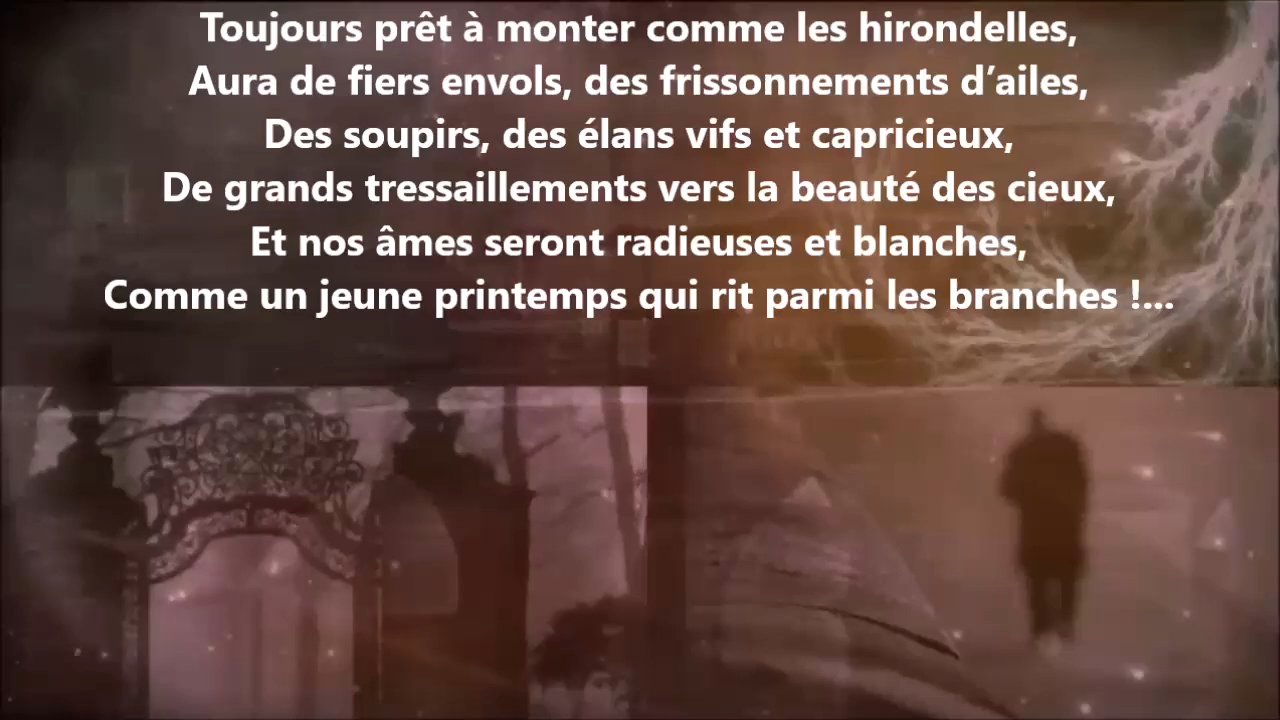 Toujours prêt à monter comme les hirondelles,
Aura de fiers envols, des frissonnements d’ailes,
Des soupirs, des élans vifs et capricieux,
De grands tressaillements vers la beauté des cieux,
Et nos âmes seront radieuses et blanches,
Comme un jeune printemps qui rit parmi les branches !...